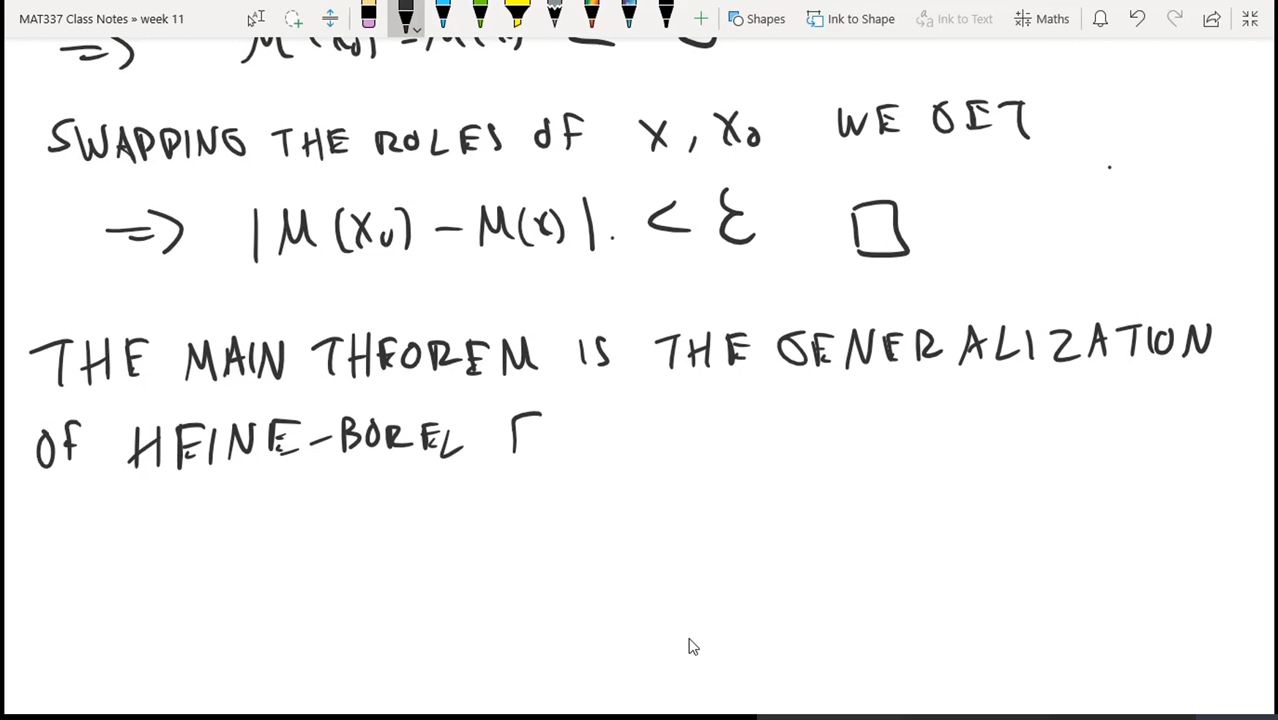 MAT337 Class Notes » week 11
Shapes
Ink to Shape
Ink to Text
Maths
SWAPPING THE ROLES OF x, x₀ WE GET
=> |M(x₀) - M(x)| < ε □
THE MAIN THEOREM IS THE GENERALIZATION
OF HEINE-BOREL